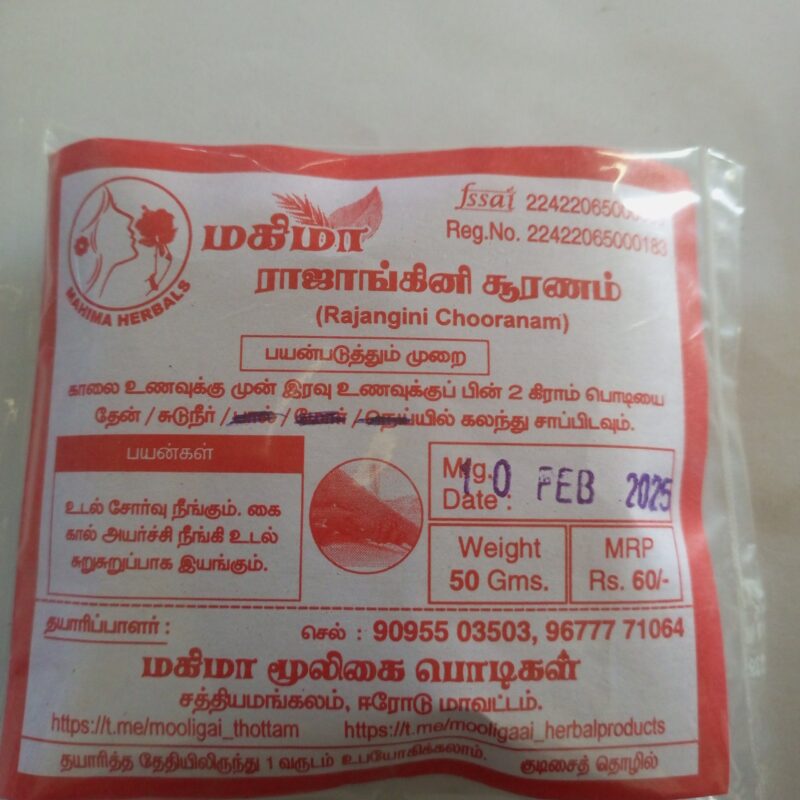 MAHIMA HERBALS
மகிமா
fssai 22422065000
Reg.No. 22422065000183
ராஜாங்கினி சூரணம்
(Rajangini Chooranam)
பயன்படுத்தும் முறை
காலை உணவுக்கு முன் இரவு உணவுக்குப் பின் 2 கிராம் பொடியை
தேன் / சுடுநீர் / பால் / மோர் / நெய்யில் கலந்து சாப்பிடவும்.
பயன்கள்
உடல் சோர்வு நீங்கும். கை
கால் அயர்ச்சி நீங்கி உடல்
சுறுசுறுப்பாக இயங்கும்.
Mfg. Date : 10 FEB 2025
Weight
50 Gms.
MRP
Rs. 60/-
தயாரிப்பாளர் :
செல் : 90955 03503, 96777 71064
மகிமா மூலிகை பொடிகள்
சத்தியமங்கலம், ஈரோடு மாவட்டம்.
https://t.me/mooligai_thottam https://t.me/mooligaai_herbalproducts
தயாரித்த தேதியிலிருந்து 1 வருடம் உபயோகிக்கலாம். குடிசைத் தொழில்